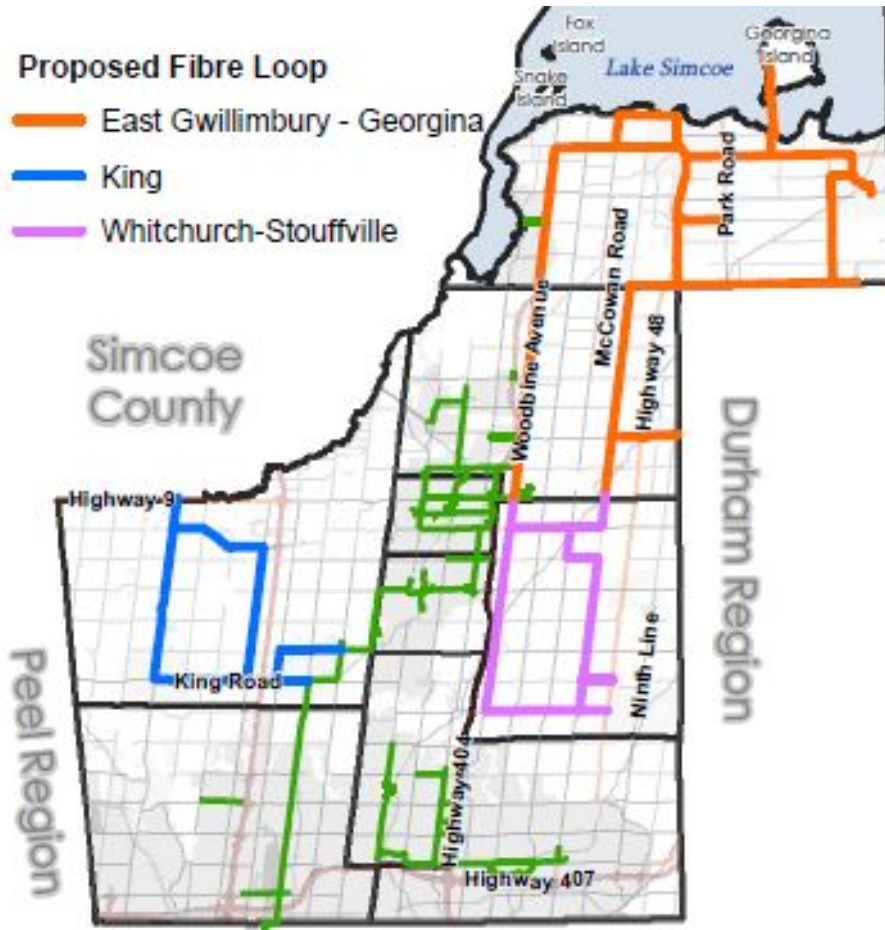 Fox
Island
Georgina
Island
Proposed Fibre Loop
Lake Simcoe
Snake
Island
East Gwillimbury - Georgina
King
Whitchurch-Stouffville
Park Road
McCowan Road
Woodbine Avenue
Highway 48
Simcoe
County
Durham Region
Highway 9
Peel Region
King Road
Ninth Line
Highway 404
Highway 407